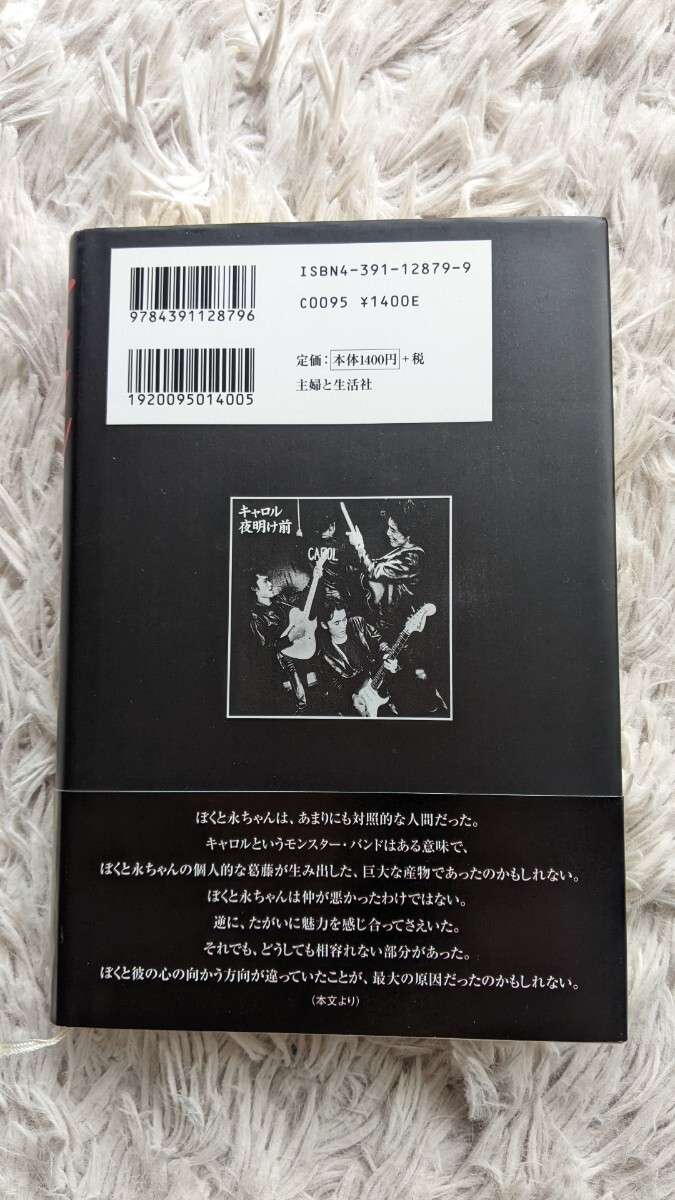 ISBN4-391-12879-9
C0095 ¥1400E
9784391128796
定価：本体1400円+税
主婦と生活社
1920095014005
キャロル
夜明け前
CAROL
ぼくと永ちゃんは、あまりにも対照的な人間だった。
キャロルというモンスター・バンドはある意味で、
ぼくと永ちゃんの個人的な葛藤が生み出した、巨大な産物であったのかもしれない。
ぼくと永ちゃんは仲が悪かったわけではない。
逆に、たがいに魅力を感じ合ってさえいた。
それでも、どうしても相容れない部分があった。
ぼくと彼の心の向かう方向が違っていたことが、最大の原因だったのかもしれない。
（本文より）